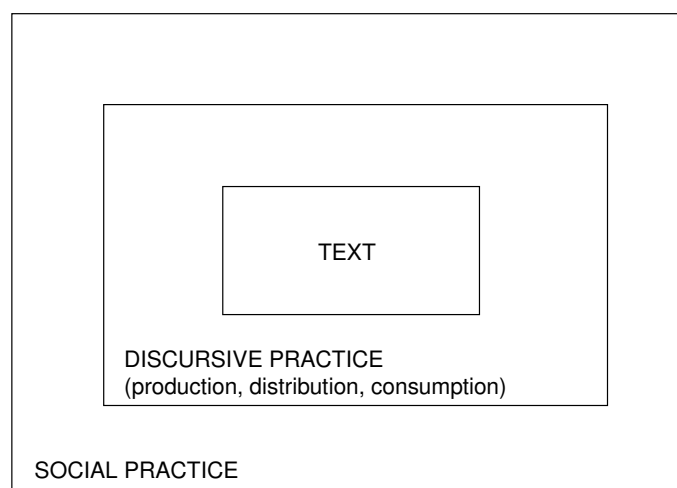 TEXT
DISCURSIVE PRACTICE
(production, distribution, consumption)
SOCIAL PRACTICE